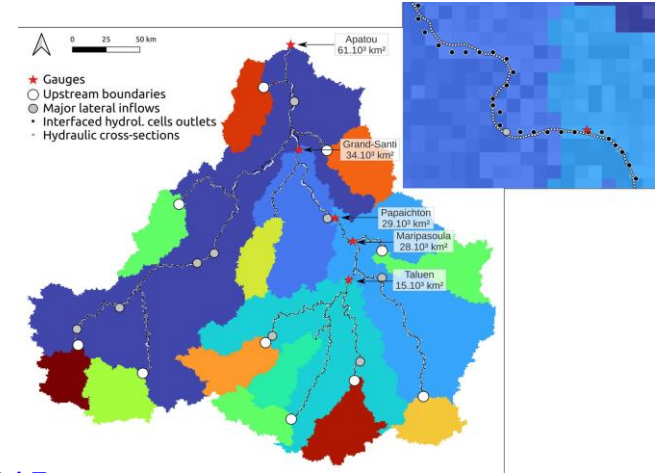 0 25 50 km
Gauges
Upstream boundaries
Major lateral inflows
Interfaced hydrol. cells outlets
Hydraulic cross-sections
Apatou
61.10³ km²
Grand-Santi
34.10³ km²
Papaichton
29.10³ km²
Maripasoula
28.10³ km²
Taluen
15.10³ km²